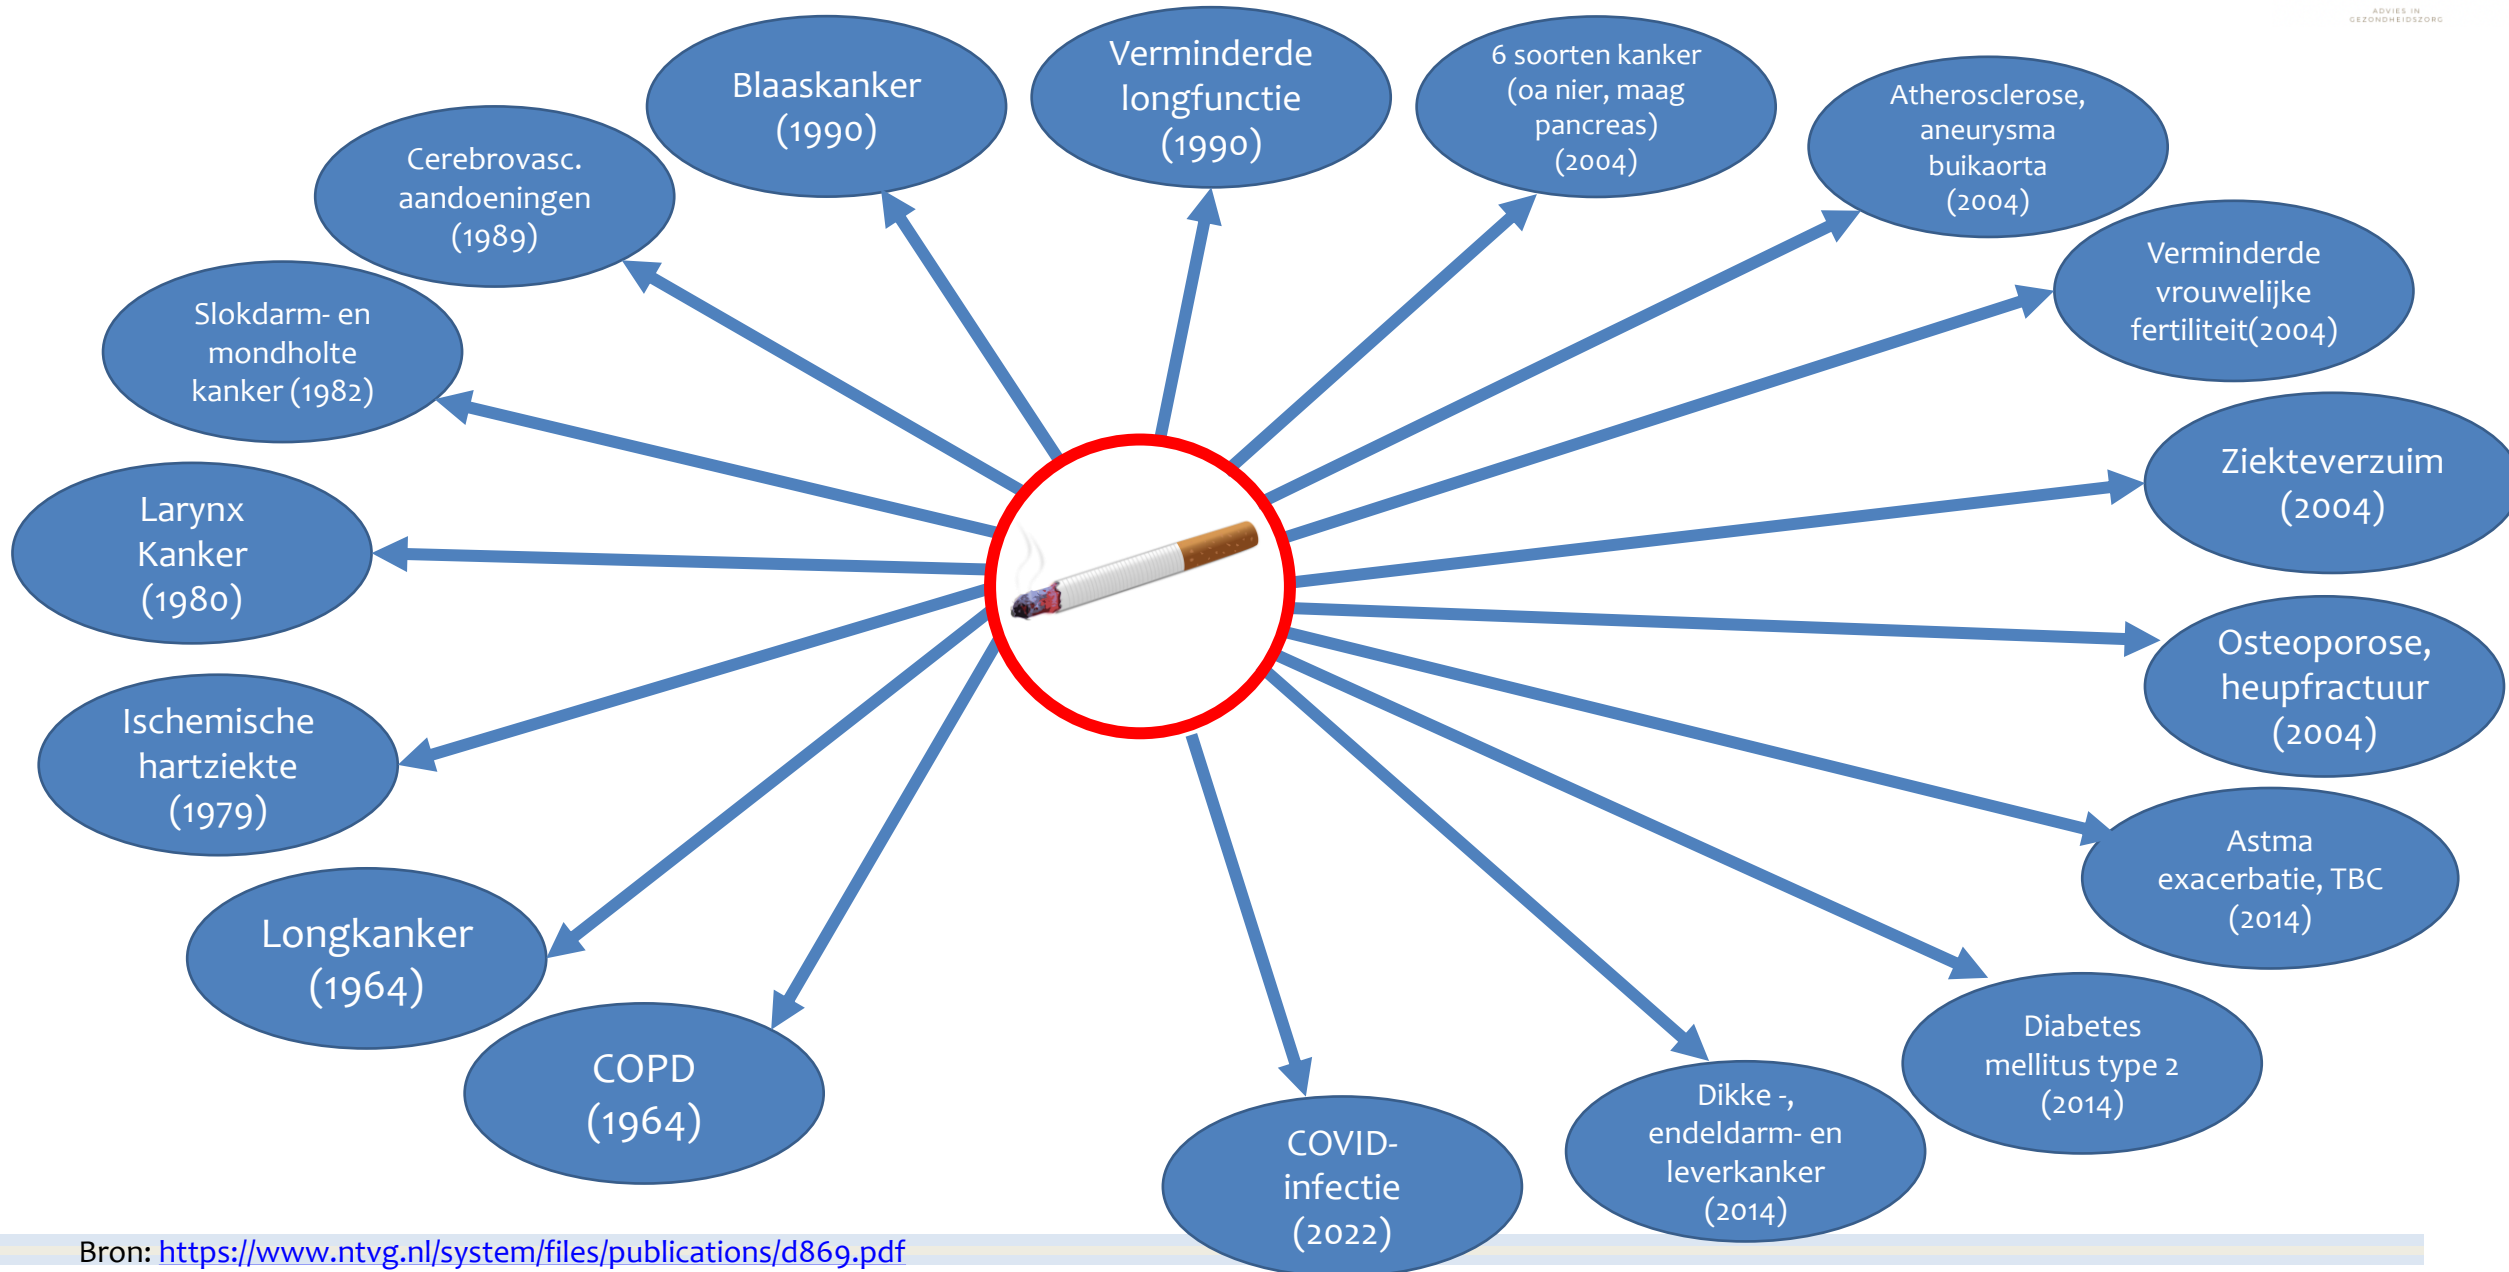 ADVIES IN
GEZONDHEIDSZORG
Blaaskanker
(1990)
Verminderde
longfunctie
(1990)
6 soorten kanker
(oa nier, maag
pancreas)
(2004)
Atherosclerose,
aneurysma
buikaorta
(2004)
Cerebrovasc.
aandoeningen
(1989)
Verminderde
vrouwelijke
fertiliteit(2004)
Slokdarm- en
mondholte
kanker (1982)
Ziekteverzuim
(2004)
Larynx
Kanker
(1980)
Osteoporose,
heupfractuur
(2004)
Ischemische
hartziekte
(1979)
Astma
exacerbatie, TBC
(2014)
Longkanker
(1964)
Diabetes
mellitus type 2
(2014)
COPD
(1964)
Dikke -,
endeldarm- en
leverkanker
(2014)
COVID-
infectie
(2022)
Bron: https://www.ntvg.nl/system/files/publications/d869.pdf